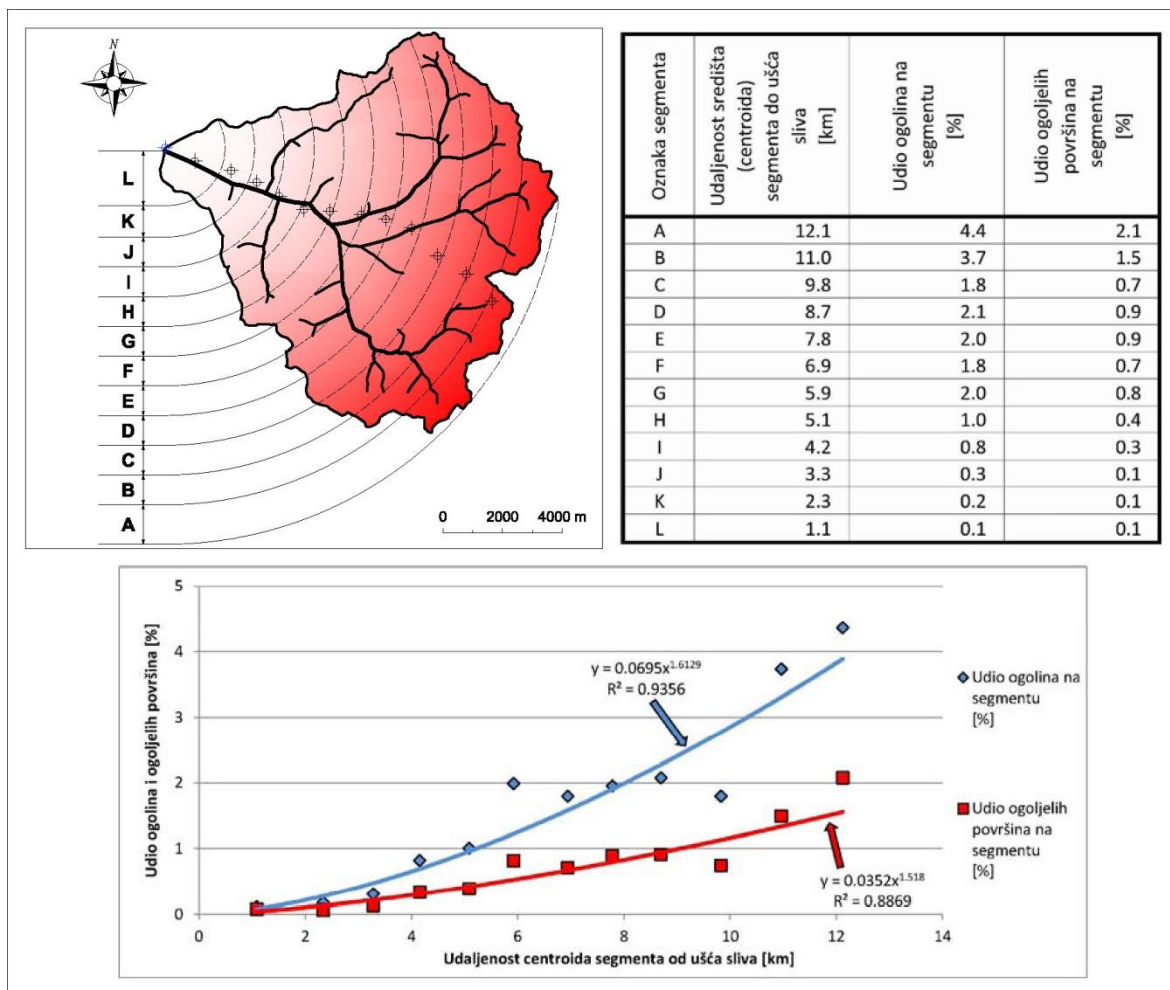 N
L
K
J
I
H
G
F
E
D
C
B
A
0 2000 4000 m
Oznaka segmenta
Udaljenost središta
(centroida)
segmenta do ušća
sliva
[km]
Udio orgolina na
segmentu
[%]
Udio ogoljelih
površina na
segmentu
[%]
A 12.1 4.4 2.1
B 11.0 3.7 1.5
C 9.8 1.8 0.7
D 8.7 2.1 0.9
E 7.8 2.0 0.9
F 6.9 1.8 0.7
G 5.9 2.0 0.8
H 5.1 1.0 0.4
I 4.2 0.8 0.3
J 3.3 0.3 0.1
K 2.3 0.2 0.1
L 1.1 0.1 0.1
Udio ogolina i ogoljelih površina [%]
5
4
3
2
1
0
0 2 4 6 8 10 12 14
y = 0.0695x^1.6129
R² = 0.9356
y = 0.0352x^1.518
R² = 0.8869
Udio ogolina na
segmentu
[%]
Udio ogoljelih
površina na
segmentu
[%]
Udaljenost centroida segmenta od ušća sliva [km]